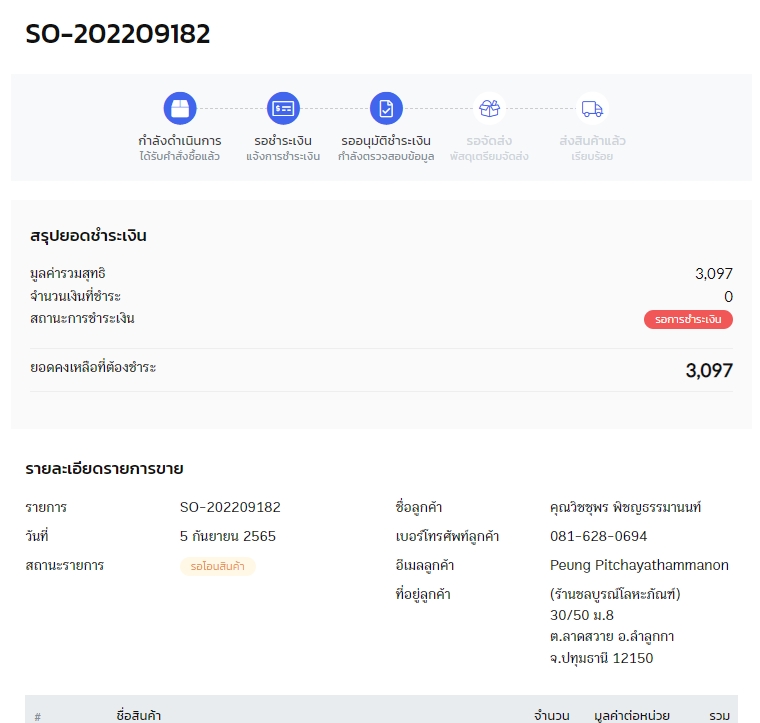 SO-202209182
กำลังดำเนินการ
ได้รับคำสั่งซื้อแล้ว
รอชำระเงิน
แจ้งการชำระเงิน
รออนุมัติชำระเงิน
กำลังตรวจสอบข้อมูล
รอจัดส่ง
พัสดุเตรียมจัดส่ง
ส่งสินค้าแล้ว
เรียบร้อย
สรุปยอดชำระเงิน
มูลค่ารวมสุทธิ 3,097
จำนวนเงินที่ชำระ 0
สถานะการชำระเงิน รอการชำระเงิน
ยอดคงเหลือที่ต้องชำระ 3,097
รายละเอียดรายการขาย
รายการ SO-202209182
วันที่ 5 กันยายน 2565
สถานะรายการ รอโอนสินค้า
ชื่อลูกค้า คุณวิชชุพร พิชญธรรมานนท์
เบอร์โทรศัพท์ลูกค้า 081-628-0694
อีเมลลูกค้า Peung Pitchayathammanon
ที่อยู่ลูกค้า (ร้านชลบูรณ์โลหะภัณฑ์)
30/50 ม.8
ต.ลาดสวาย อ.ลำลูกกา
จ.ปทุมธานี 12150
# ชื่อสินค้า จำนวน มูลค่าต่อหน่วย รวม